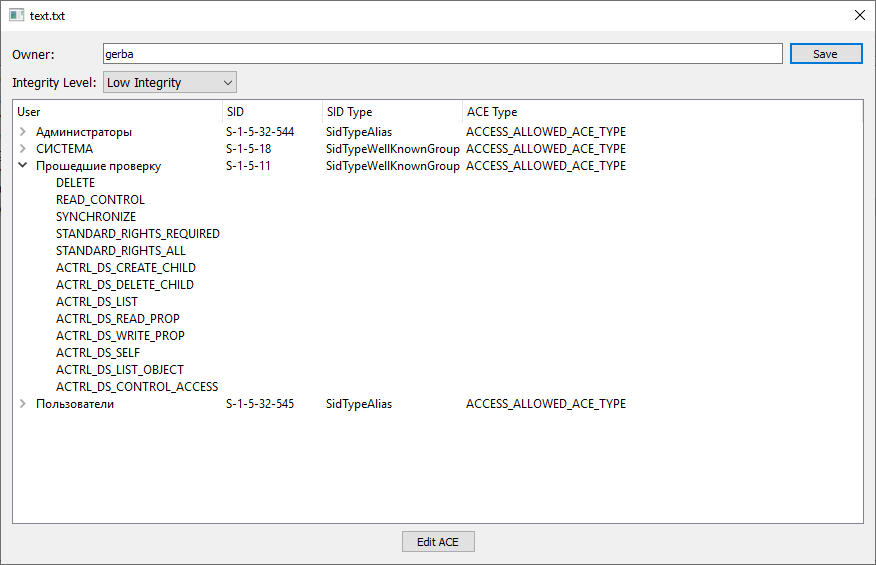 text.txt
Owner: gerba Save
Integrity Level: Low Integrity
User SID SID Type ACE Type
Администраторы S-1-5-32-544 SidTypeAlias ACCESS_ALLOWED_ACE_TYPE
СИСТЕМА S-1-5-18 SidTypeWellKnownGroup ACCESS_ALLOWED_ACE_TYPE
Прошедшие проверку S-1-5-11 SidTypeWellKnownGroup ACCESS_ALLOWED_ACE_TYPE
DELETE
READ_CONTROL
SYNCHRONIZE
STANDARD_RIGHTS_REQUIRED
STANDARD_RIGHTS_ALL
ACTRL_DS_CREATE_CHILD
ACTRL_DS_DELETE_CHILD
ACTRL_DS_LIST
ACTRL_DS_READ_PROP
ACTRL_DS_WRITE_PROP
ACTRL_DS_SELF
ACTRL_DS_LIST_OBJECT
ACTRL_DS_CONTROL_ACCESS
Пользователи S-1-5-32-545 SidTypeAlias ACCESS_ALLOWED_ACE_TYPE
Edit ACE